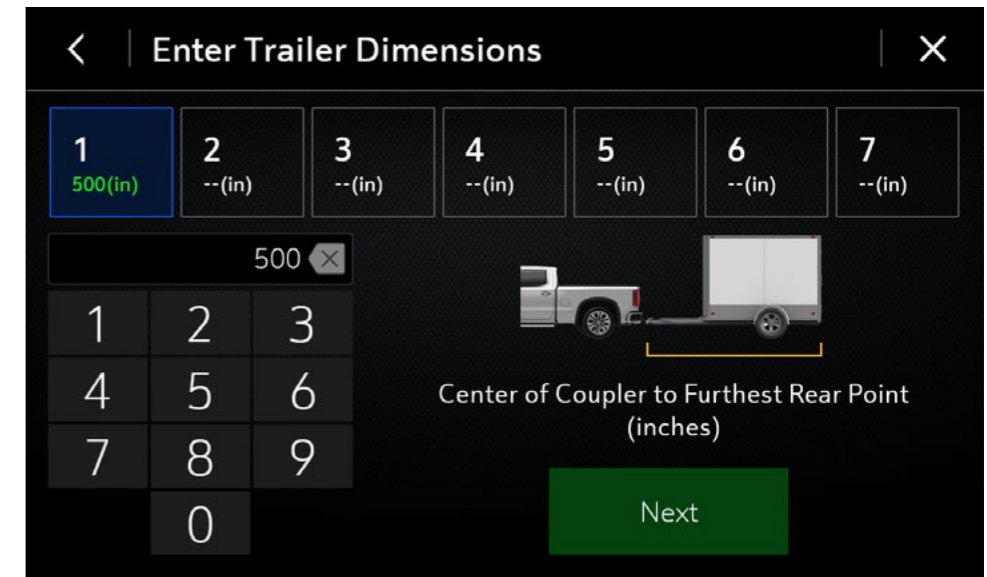 Enter Trailer Dimensions
1 2 3 4 5 6 7
500(in) --(in) --(in) --(in) --(in) --(in) --(in)
500
1 2 3
4 5 6
7 8 9
0
Center of Coupler to Furthest Rear Point
(inches)
Next